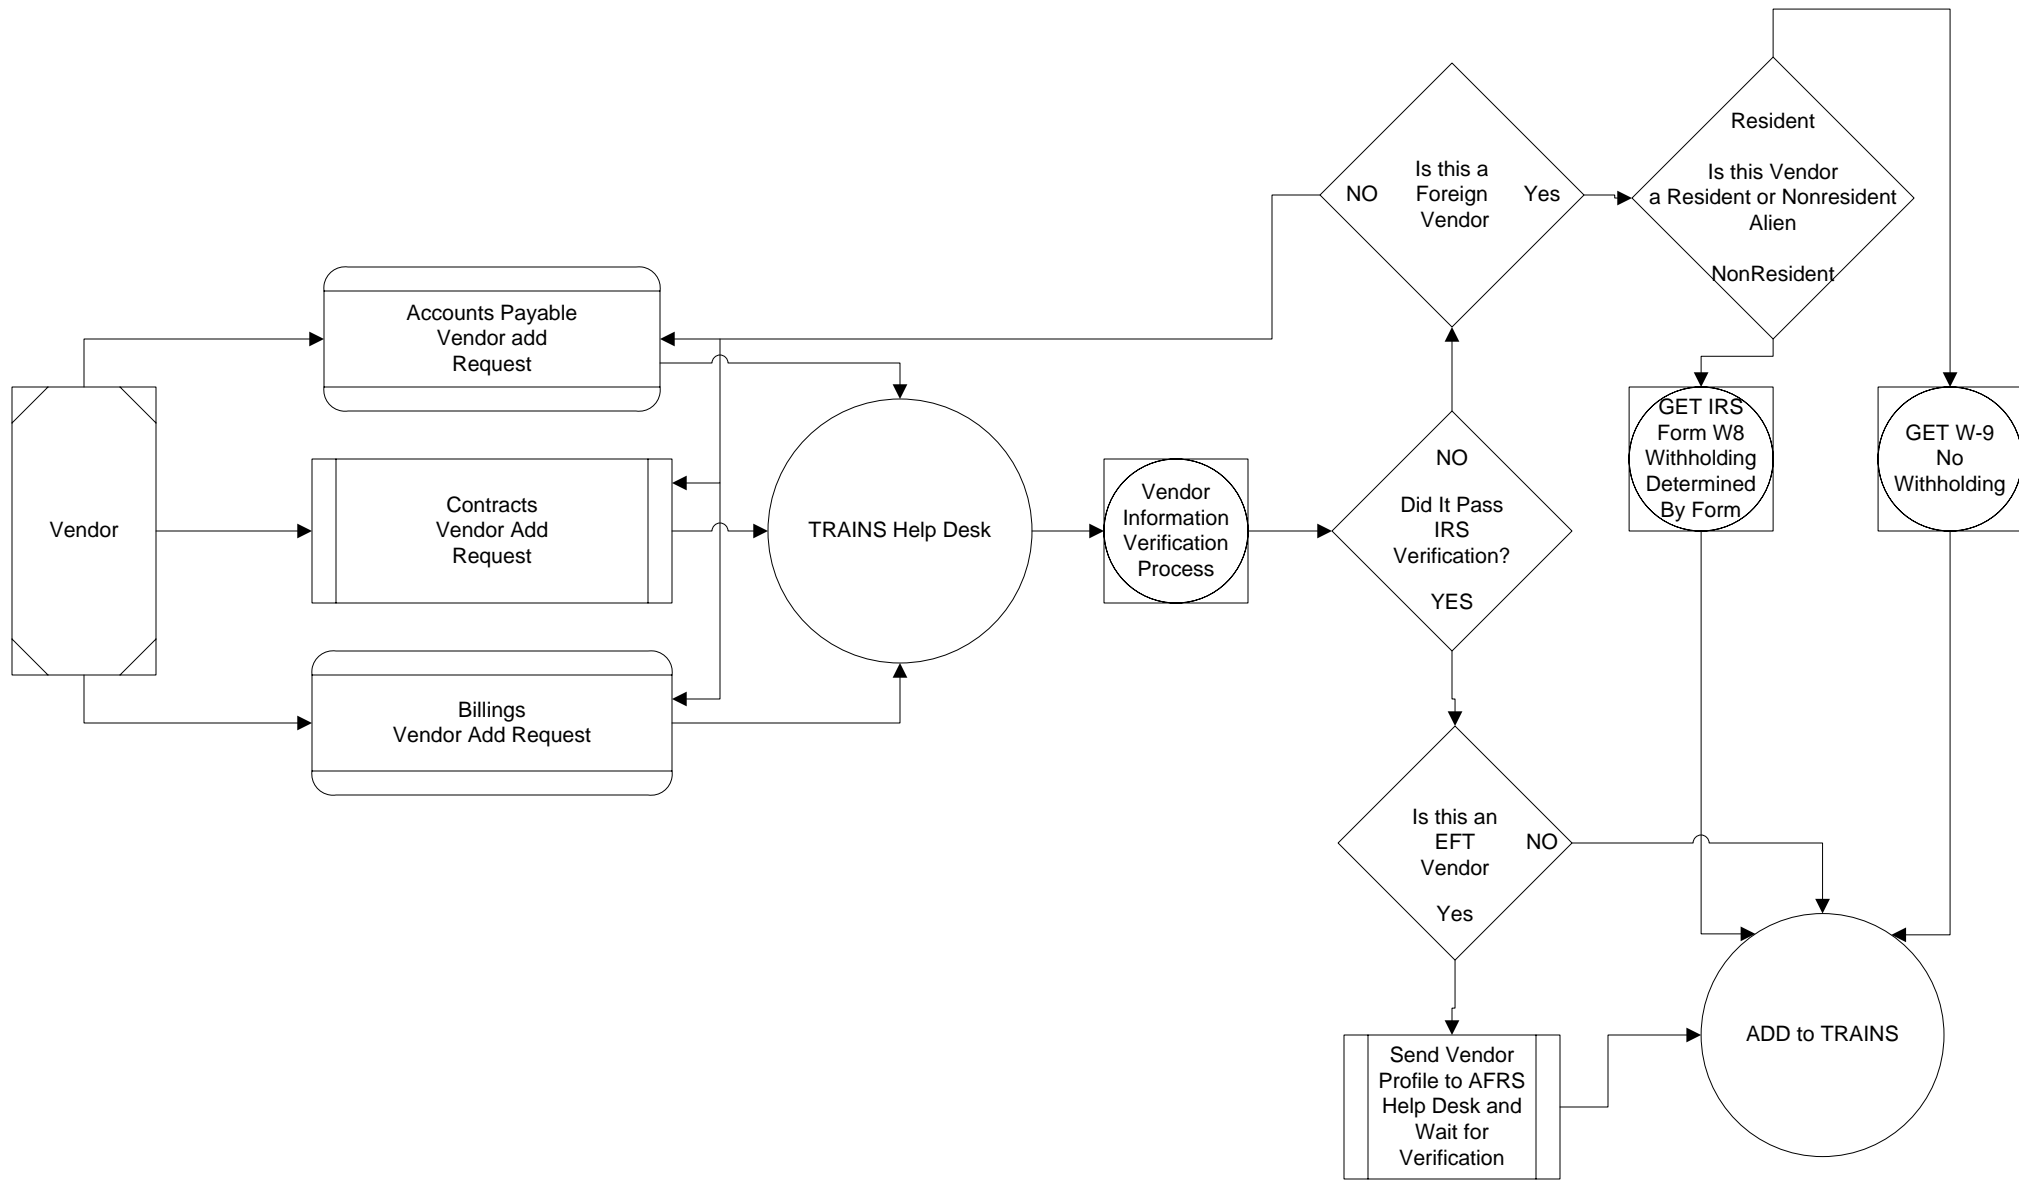 Vendor
Accounts Payable
Vendor add
Request
Contracts
Vendor Add
Request
Billings
Vendor Add Request
TRAINS Help Desk
Vendor
Information
Verification
Process
NO
Did It Pass
IRS
Verification?
YES
NO
Is this a
Foreign
Vendor
Yes
Resident
Is this Vendor
a Resident or Nonresident
Alien
NonResident
GET IRS
Form W8
Withholding
Determined
By Form
GET W-9
No
Withholding
Is this an
EFT
Vendor
NO
Yes
Send Vendor
Profile to AFRS
Help Desk and
Wait for
Verification
ADD to TRAINS